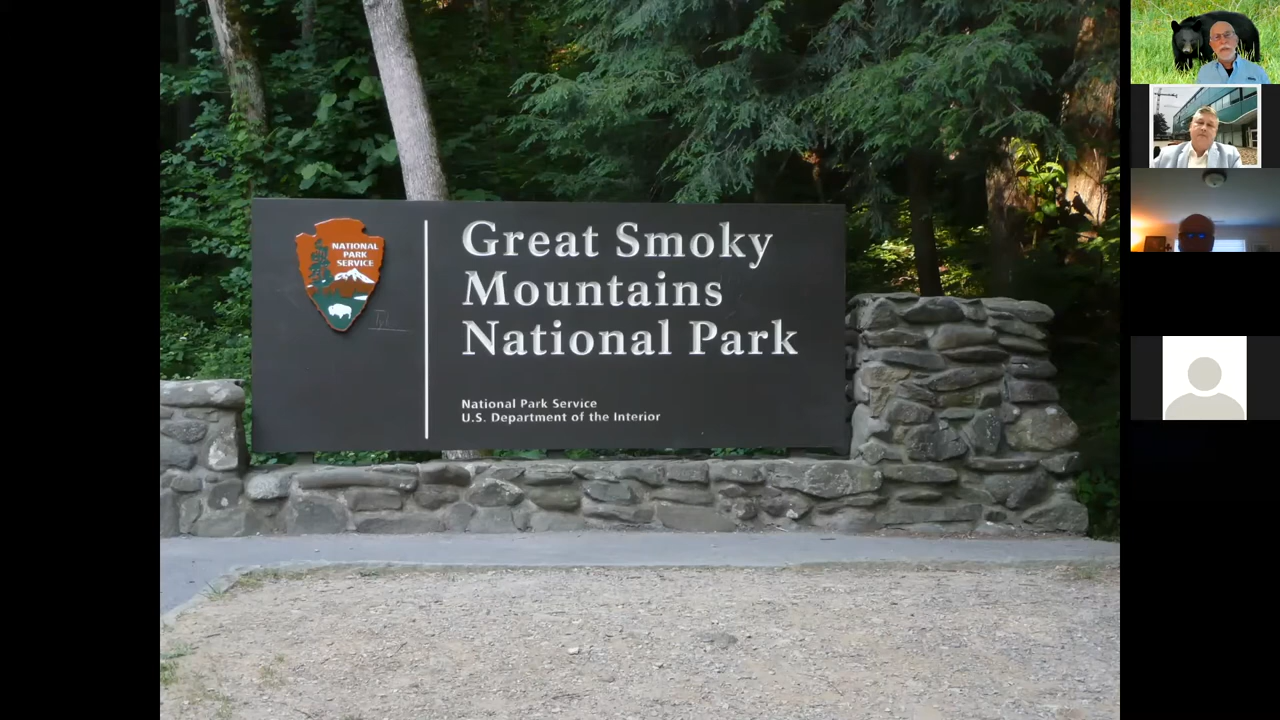 NATIONAL
PARK
SERVICE
Great Smoky
Mountains
National Park
National Park Service
U.S. Department of the Interior